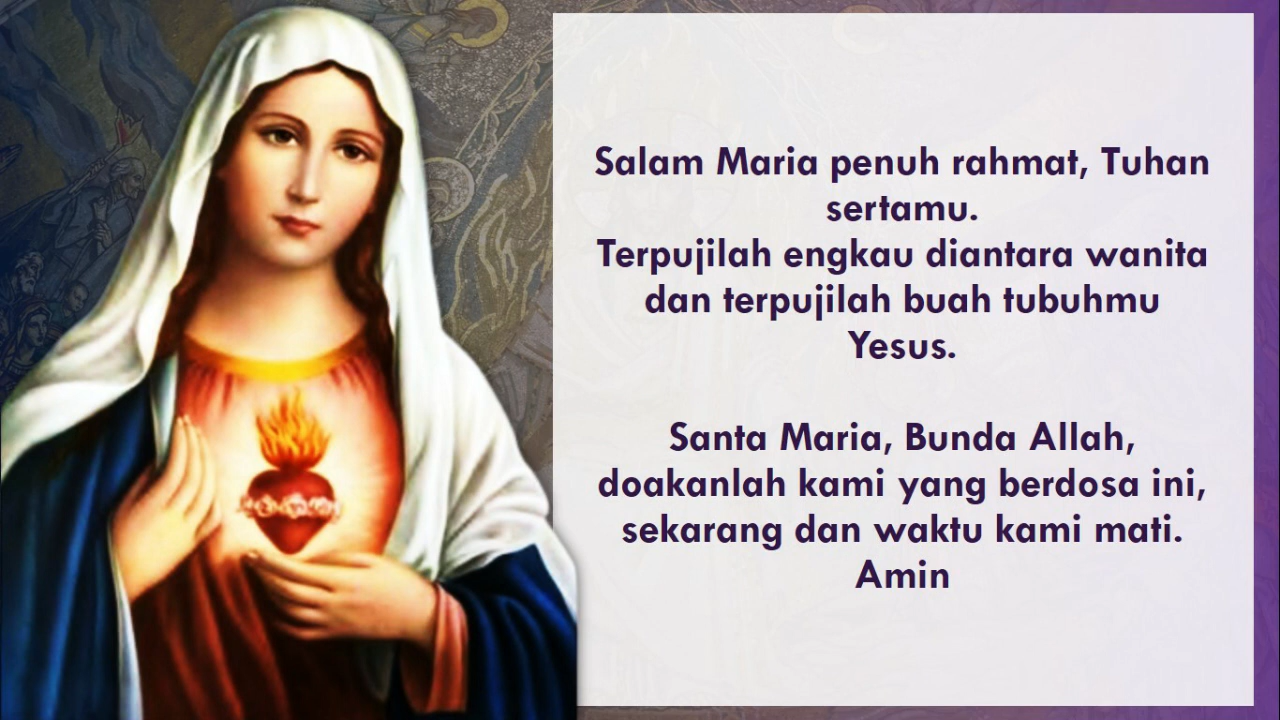 Salam Maria penuh rahmat, Tuhan
sertamu.
Terpujilah engkau diantara wanita
dan terpujilah buah tubuhmu
Yesus.
Santa Maria, Bunda Allah,
doakanlah kami yang berdosa ini,
sekarang dan waktu kami mati.
Amin